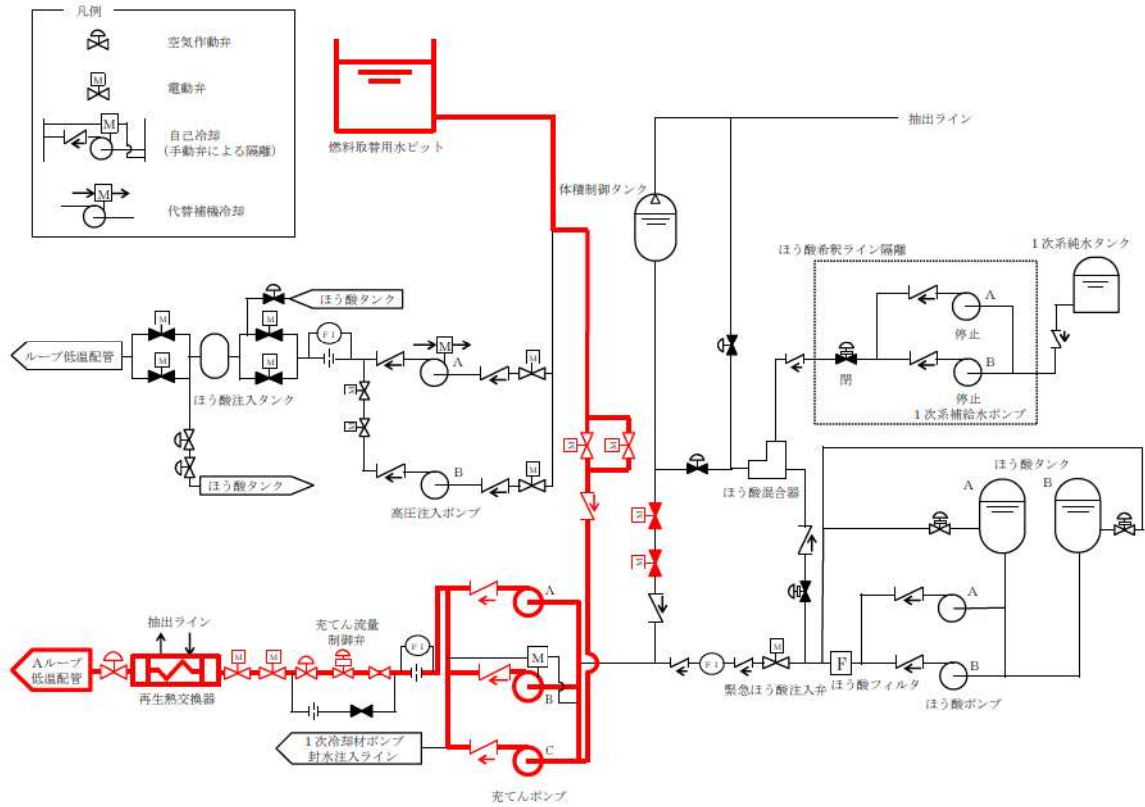 凡例
空気作動弁
M
電動弁
M
自己冷却
(手動弁による隔離)
M
代替補機冷却
燃料取替用水ピット
抽出ライン
体積制御タンク
ほう酸希釈ライン隔離
1次系純水タンク
A
停止
B
停止
閉
1次系補給水ポンプ
ほう酸タンク
M
M
FI
M
A
M
ループ低温配管
M
M
ほう酸注入タンク
M
M
ほう酸タンク
B
M
高圧注入ポンプ
M
M
M
M
ほう酸混合器
ほう酸タンク
A
B
A
B
ほう酸ポンプ
F
ほう酸フィルタ
M
FI
緊急ほう酸注入弁
抽出ライン
充てん流量
制御弁
FI
A
M
B
C
Aループ
低温配管
M
M
再生熱交換器
1次冷却材ポンプ
封水注入ライン
充てんポンプ